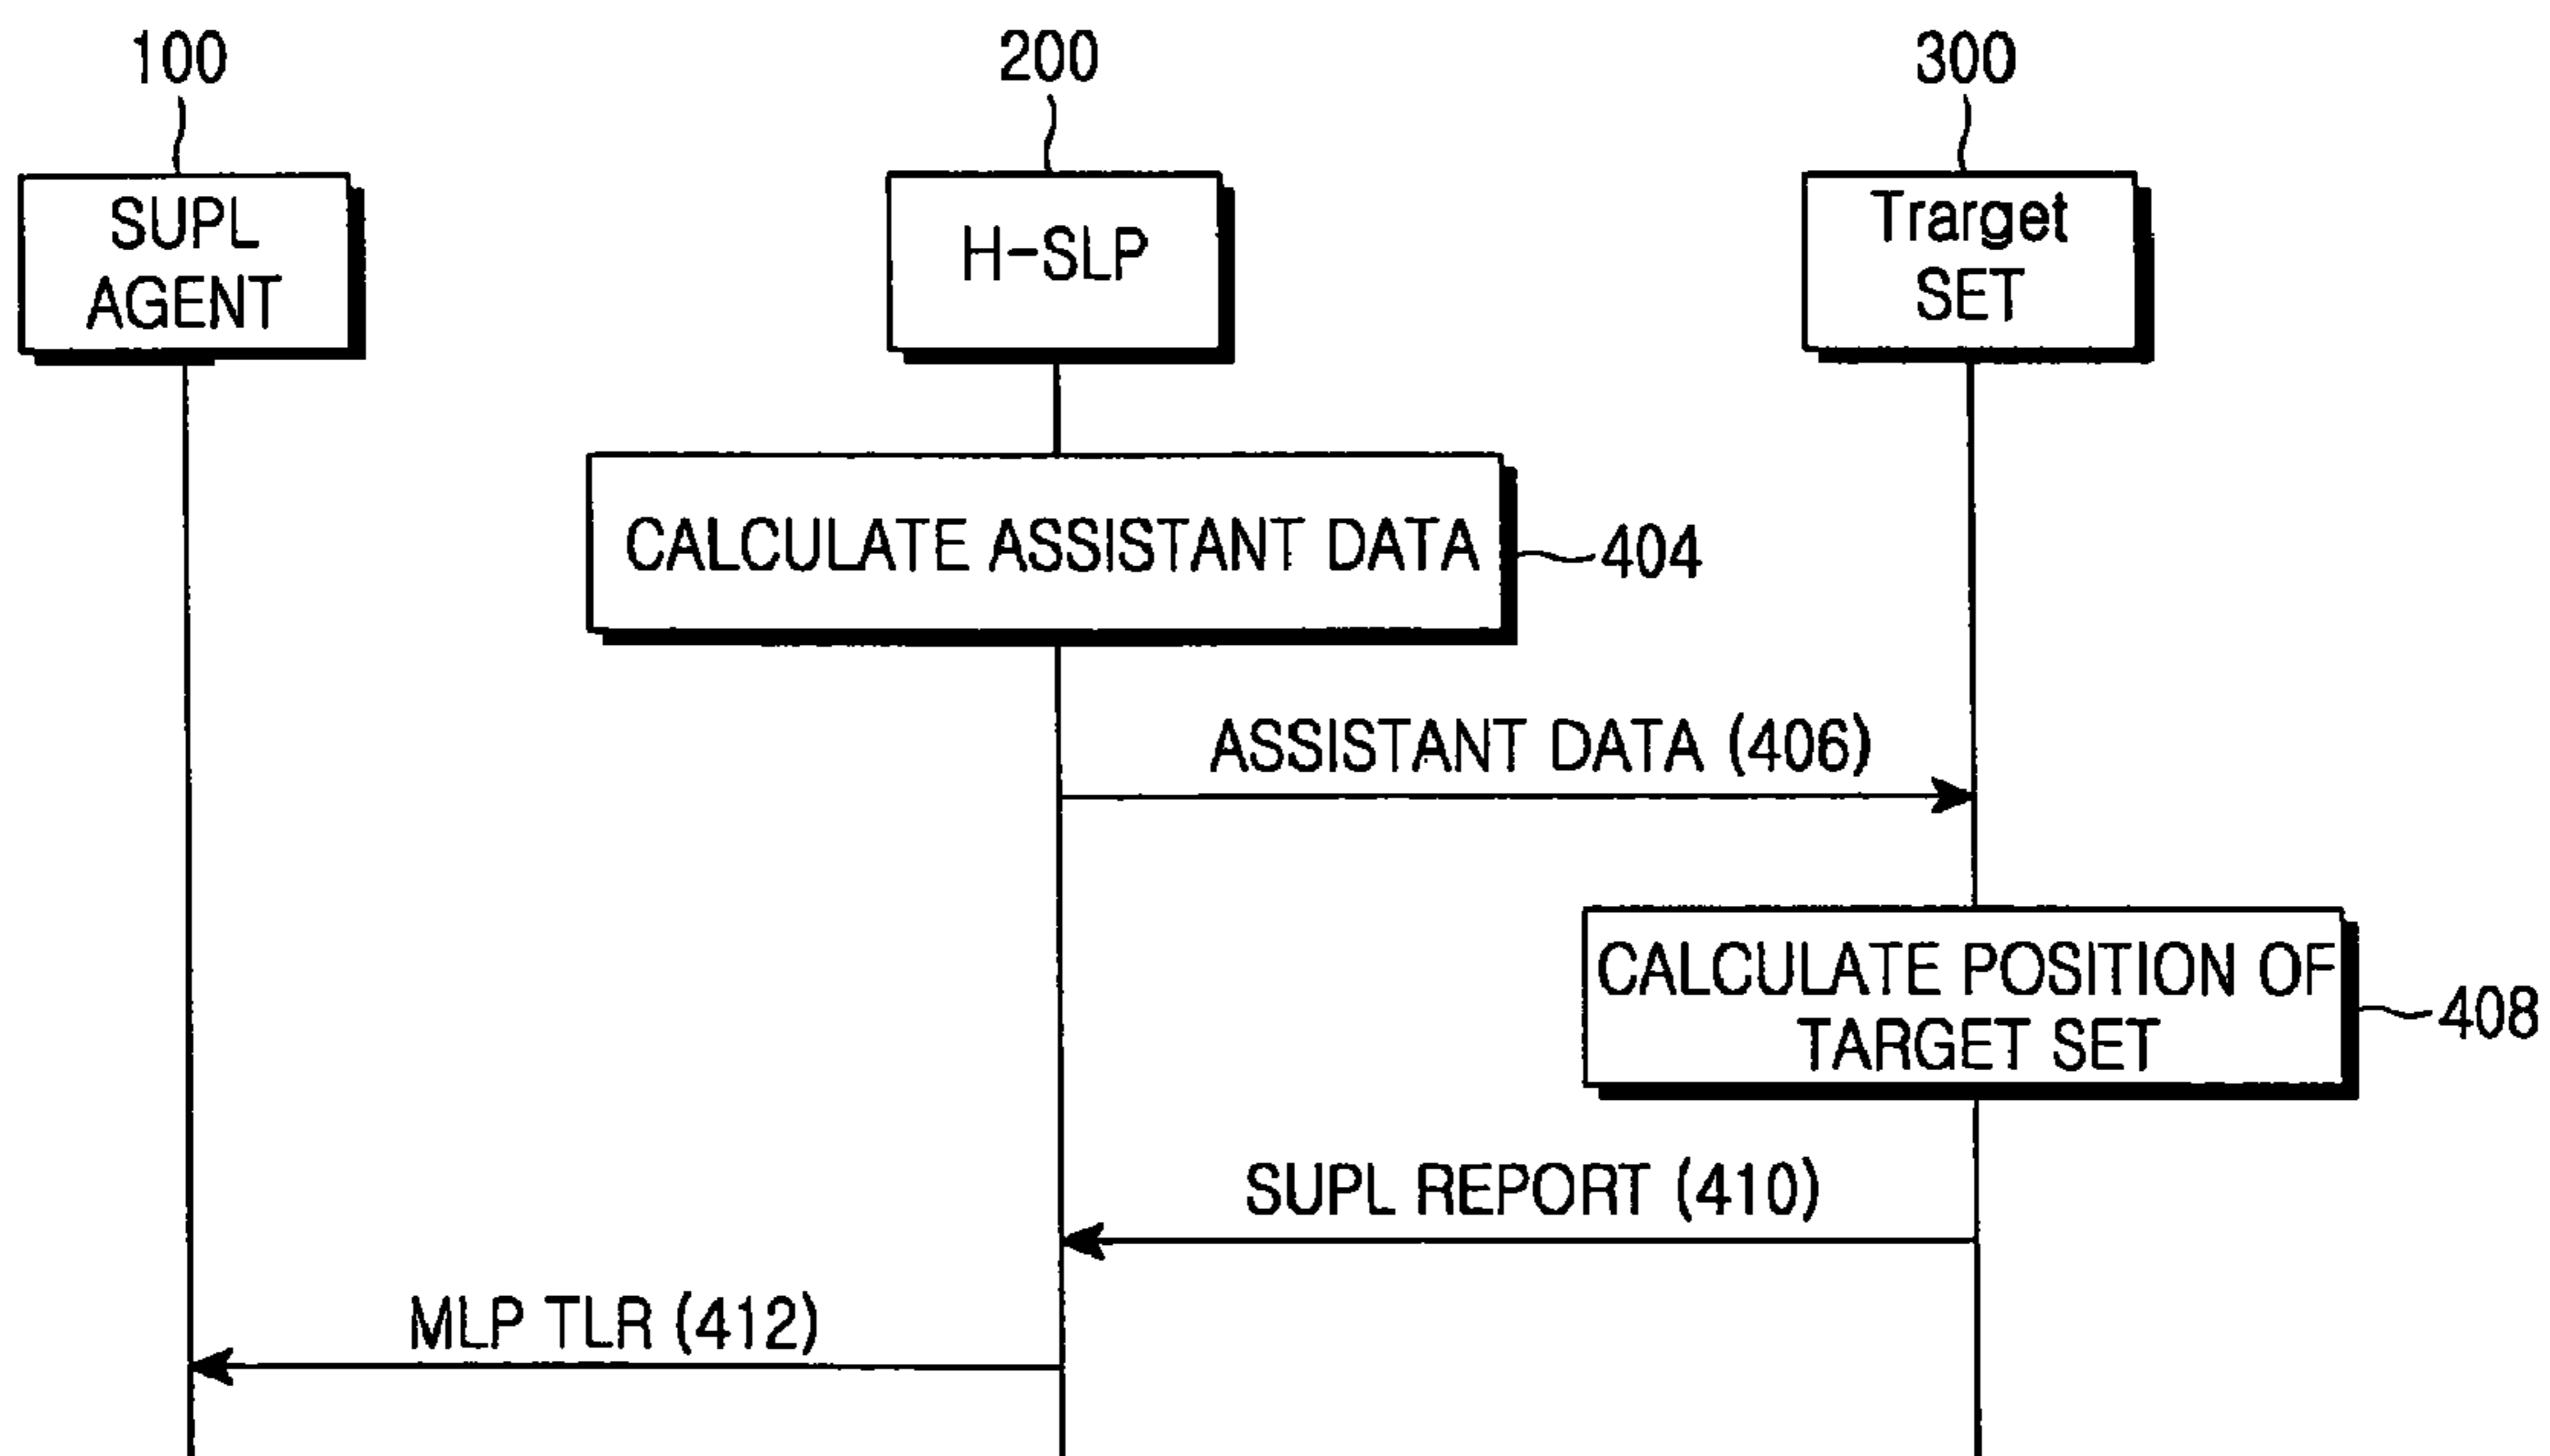 100
200
300
SUPL
AGENT
H-SLP
Trarget
SET
CALCULATE ASSISTANT DATA
404
ASSISTANT DATA (406)
CALCULATE POSITION OF
TARGET SET
408
SUPL REPORT (410)
MLP TLR (412)